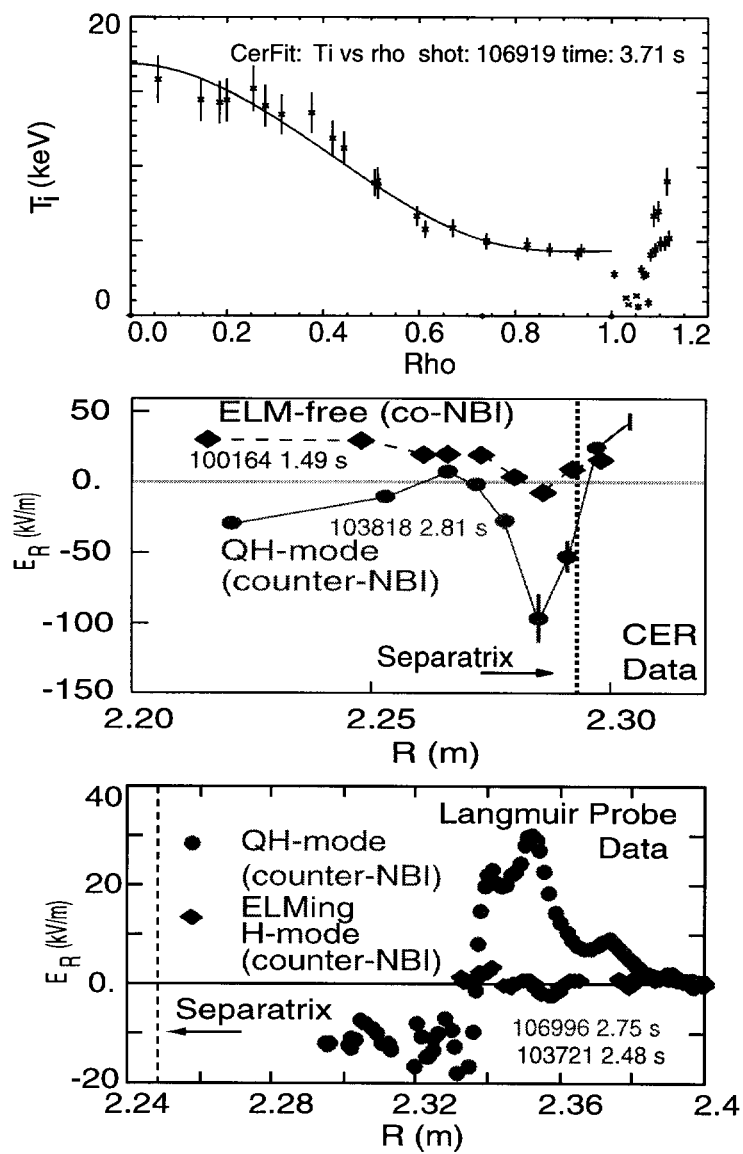 20
CerFit: Ti vs rho shot: 106919 time: 3.71 s
10
0
Ti (keV)
0.0 0.2 0.4 0.6 0.8 1.0 1.2
Rho
50
0.
-50
-100
-150
E_R (kV/m)
ELM-free (co-NBI)
100164 1.49 s
103818 2.81 s
QH-mode
(counter-NBI)
Separatrix
CER
Data
2.20 2.25 2.30
R (m)
40
20
0.
-20
E_R (kV/m)
Langmuir Probe
Data
QH-mode
(counter-NBI)
ELMing
H-mode
(counter-NBI)
Separatrix
106996 2.75 s
103721 2.48 s
2.24 2.28 2.32 2.36 2.4
R (m)